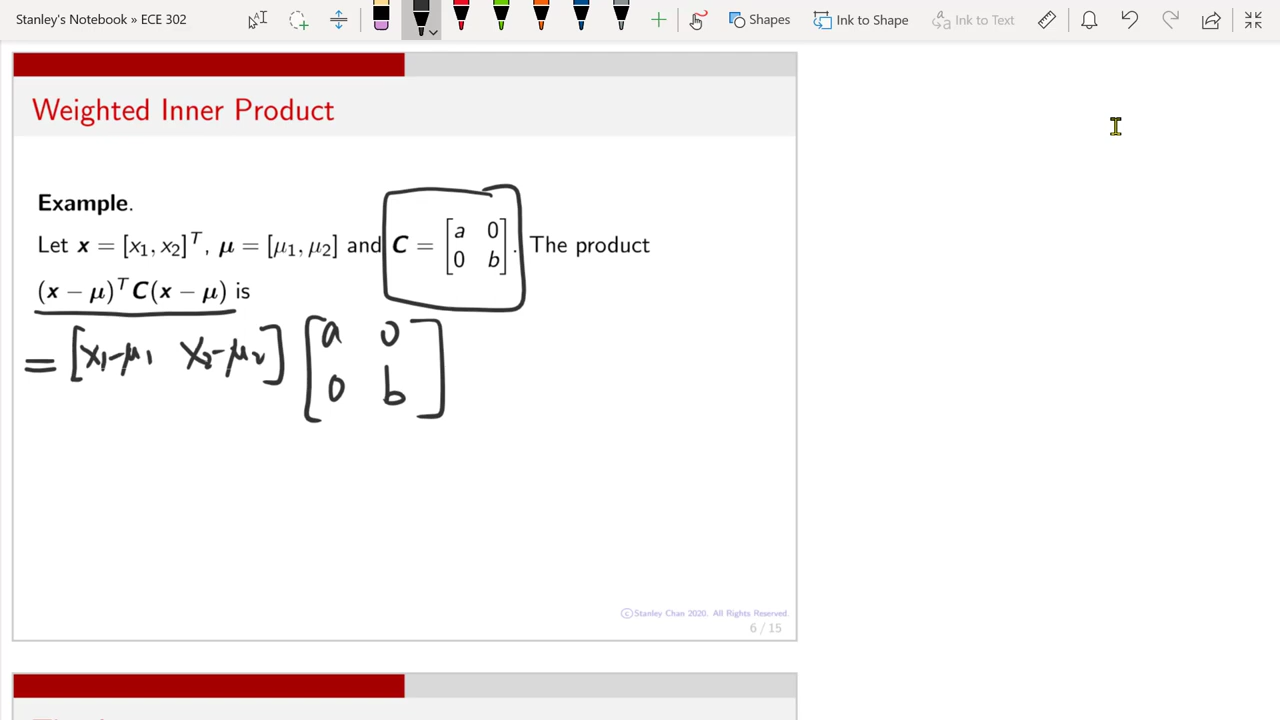 Stanley's Notebook » ECE 302
Shapes
Ink to Shape
Ink to Text
Weighted Inner Product
Example.
Let x = [x₁, x₂]ᵀ, μ = [μ₁, μ₂] and C = [a 0; 0 b]. The product
(x − μ)ᵀC(x − μ) is
= [x₁-μ₁ x₂-μ₂] [a 0; 0 b]
©Stanley Chan 2020. All Rights Reserved.
6 / 15